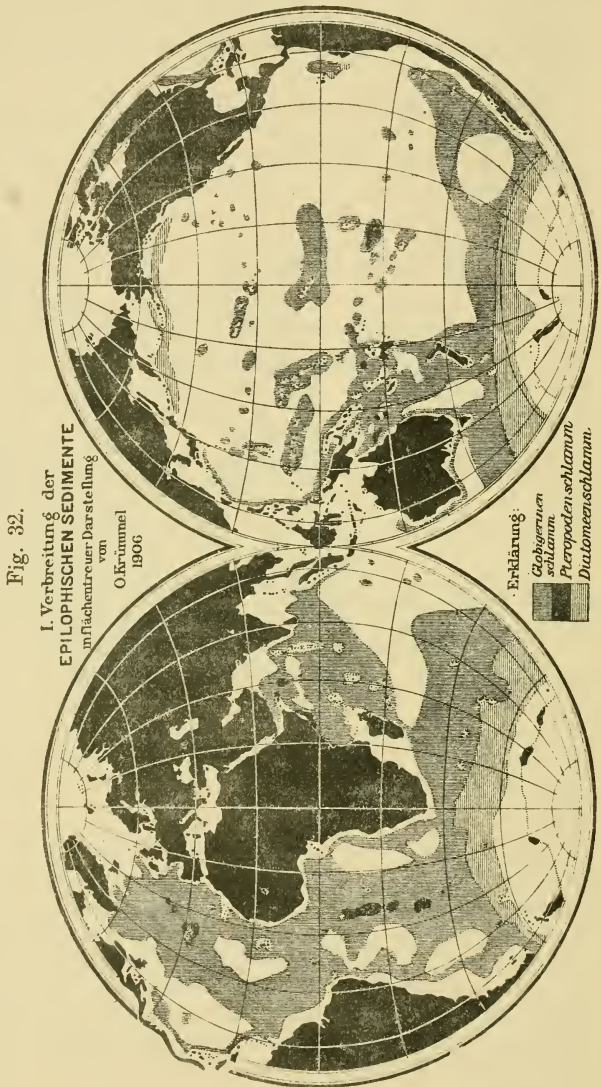 Fig. 32.
I. Verbreitung der
EPILOPHISCHEN SEDIMENTE
in flächentreuer Darstellung
von
O. Krümmel
1906
Erklärung:
Globigerinen
schlamm
Pteropodenschlamm
Diatomeenschlamm.